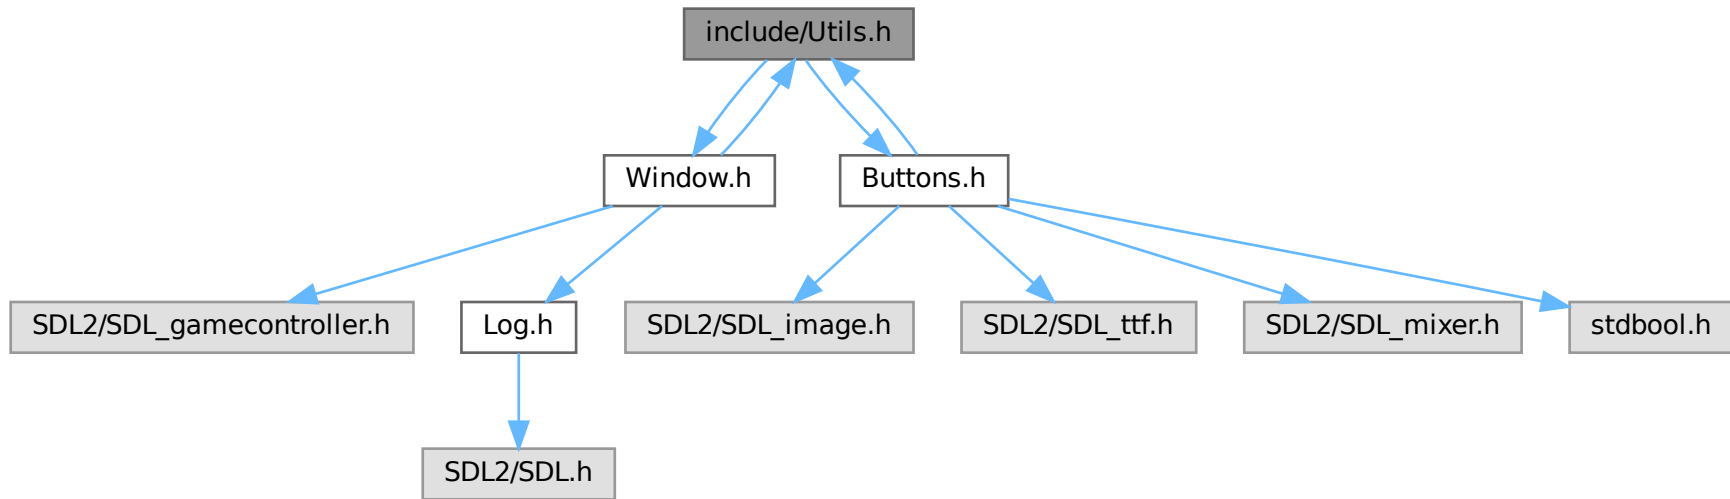 include/Utils.h
Window.h
Buttons.h
SDL2/SDL_gamecontroller.h
Log.h
SDL2/SDL_image.h
SDL2/SDL_ttf.h
SDL2/SDL_mixer.h
stdbool.h
SDL2/SDL.h